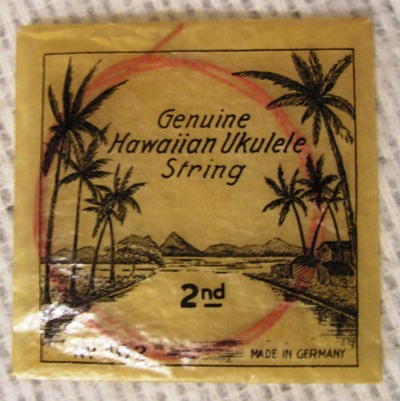 Genuine
Hawaiian Ukulele
String
2nd
MADE IN GERMANY